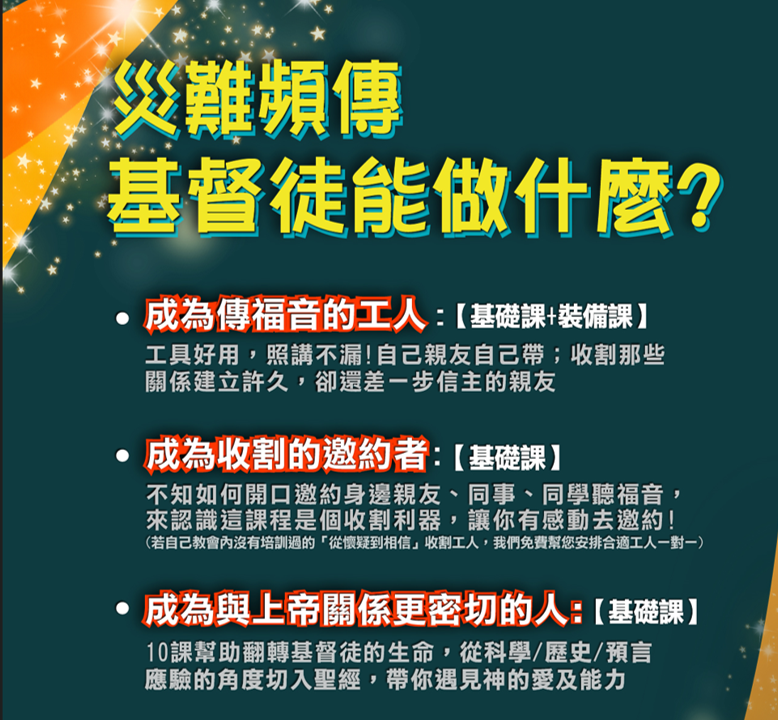 災難頻傳
基督徒能做什麼?
• 成為傳福音的工人:【基礎課+裝備課】
工具好用，照講不漏!自己親友自己帶；收割那些
關係建立許久，卻還差一步信主的親友
• 成為收割的邀約者:【基礎課】
不知如何開口邀約身邊親友、同事、同學聽福音，
來認識這課程是個收割利器，讓你有感動去邀約!
(若自己教會內沒有培訓過的「從懷疑到相信」收割工人，我們免費幫您安排合適工人一對一)
• 成為與上帝關係更密切的人:【基礎課】
10課幫助翻轉基督徒的生命，從科學/歷史/預言
應驗的角度切入聖經，帶你遇見神的愛及能力